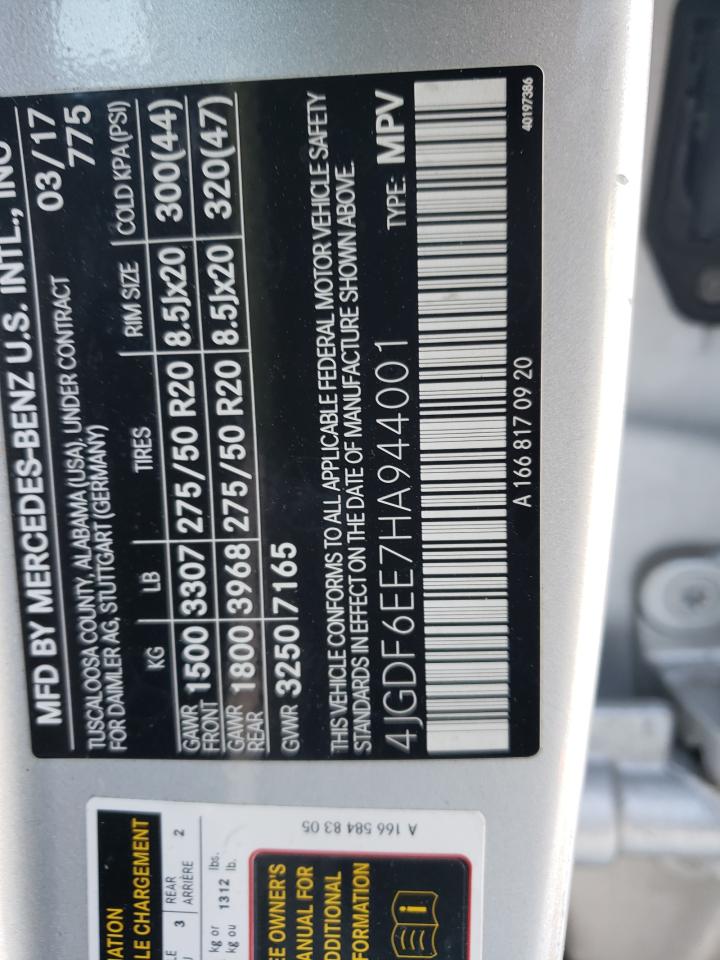 MFD BY MERCEDES-BENZ U.S. INTL., INC
TUSCALOOSA COUNTY, ALABAMA (USA), UNDER CONTRACT 03/17
FOR DAIMLER AG, STUTTGART (GERMANY) 775
KG LB TIRES RIM SIZE COLD KPA (PSI)
GAWR FRONT 1500 3307 275/50 R20 8.5Jx20 300(44)
GAWR REAR 1800 3968 275/50 R20 8.5Jx20 320(47)
GVWR 3250 7165
THIS VEHICLE CONFORMS TO ALL APPLICABLE FEDERAL MOTOR VEHICLE SAFETY
STANDARDS IN EFFECT ON THE DATE OF MANUFACTURE SHOWN ABOVE.
4JGDF6EE7HA944001 TYPE: MPV
A 166 817 09 20
40197386
MATION
LE CHARGEMENT
3 REAR 2
ARRIÈRE
kg or 1312 lbs.
kg ou lb.
EE OWNER'S
ANUAL FOR
DDITIONAL
FORMATION
A 166 584 83 05